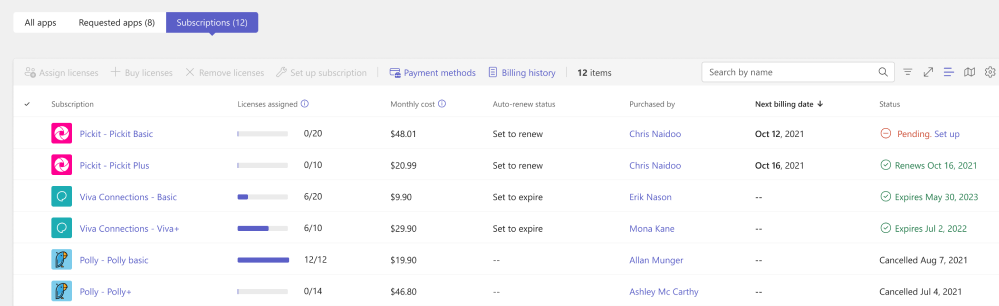 All apps Requested apps (8) Subscriptions (12)
Assign licenses Buy licenses Remove licenses Set up subscription Payment methods Billing history 12 items Search by name
Subscription Licenses assigned Monthly cost Auto-renew status Purchased by Next billing date ↓ Status
Pickit - Pickit Basic 0/20 $48.01 Set to renew Chris Naidoo Oct 12, 2021 Pending. Set up
Pickit - Pickit Plus 0/10 $20.99 Set to renew Chris Naidoo Oct 16, 2021 Renews Oct 16, 2021
Viva Connections - Basic 6/20 $9.90 Set to expire Erik Nason -- Expires May 30, 2023
Viva Connections - Viva+ 6/10 $29.90 Set to expire Mona Kane -- Expires Jul 2, 2022
Polly - Polly basic 12/12 $19.90 -- Allan Munger -- Cancelled Aug 7, 2021
Polly - Polly+ 0/14 $46.80 -- Ashley Mc Carthy -- Cancelled Jul 4, 2021